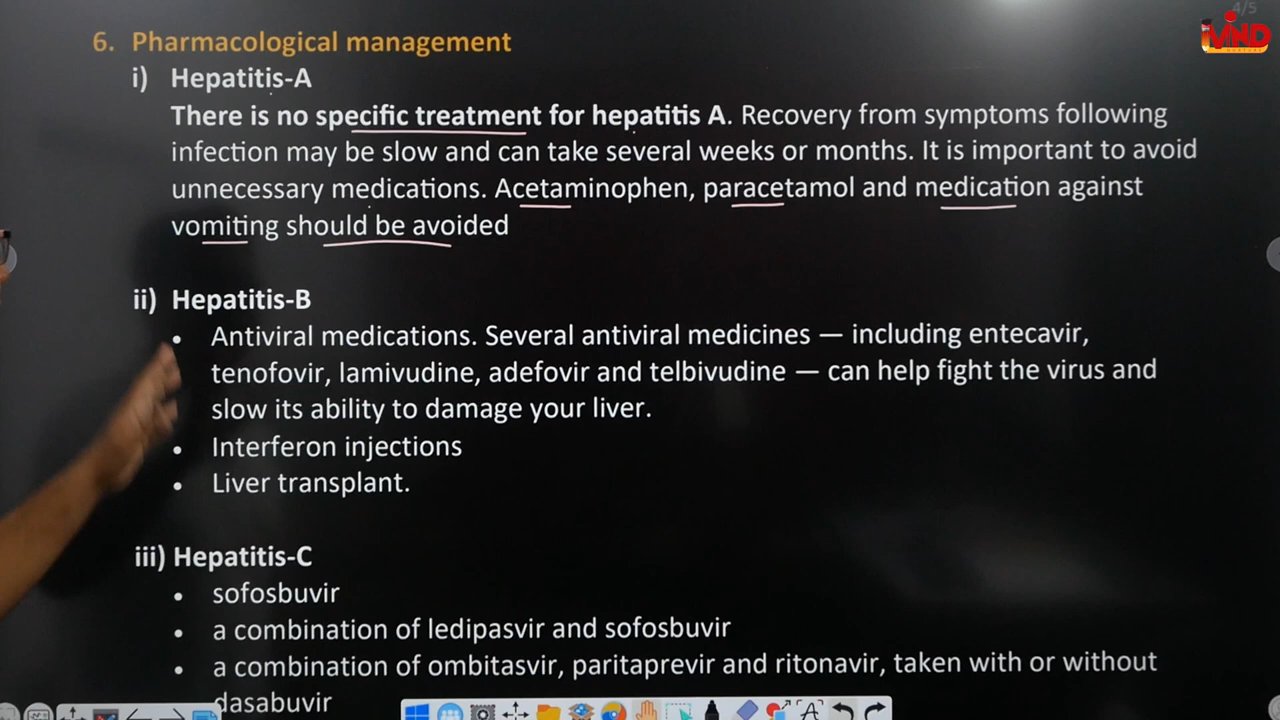 4/5
MIND
6. Pharmacological management
i) Hepatitis-A
There is no specific treatment for hepatitis A. Recovery from symptoms following
infection may be slow and can take several weeks or months. It is important to avoid
unnecessary medications. Acetaminophen, paracetamol and medication against
vomiting should be avoided
ii) Hepatitis-B
• Antiviral medications. Several antiviral medicines — including entecavir,
tenofovir, lamivudine, adefovir and telbivudine — can help fight the virus and
slow its ability to damage your liver.
• Interferon injections
• Liver transplant.
iii) Hepatitis-C
• sofosbuvir
• a combination of ledipasvir and sofosbuvir
• a combination of ombitasvir, paritaprevir and ritonavir, taken with or without
dasabuvir